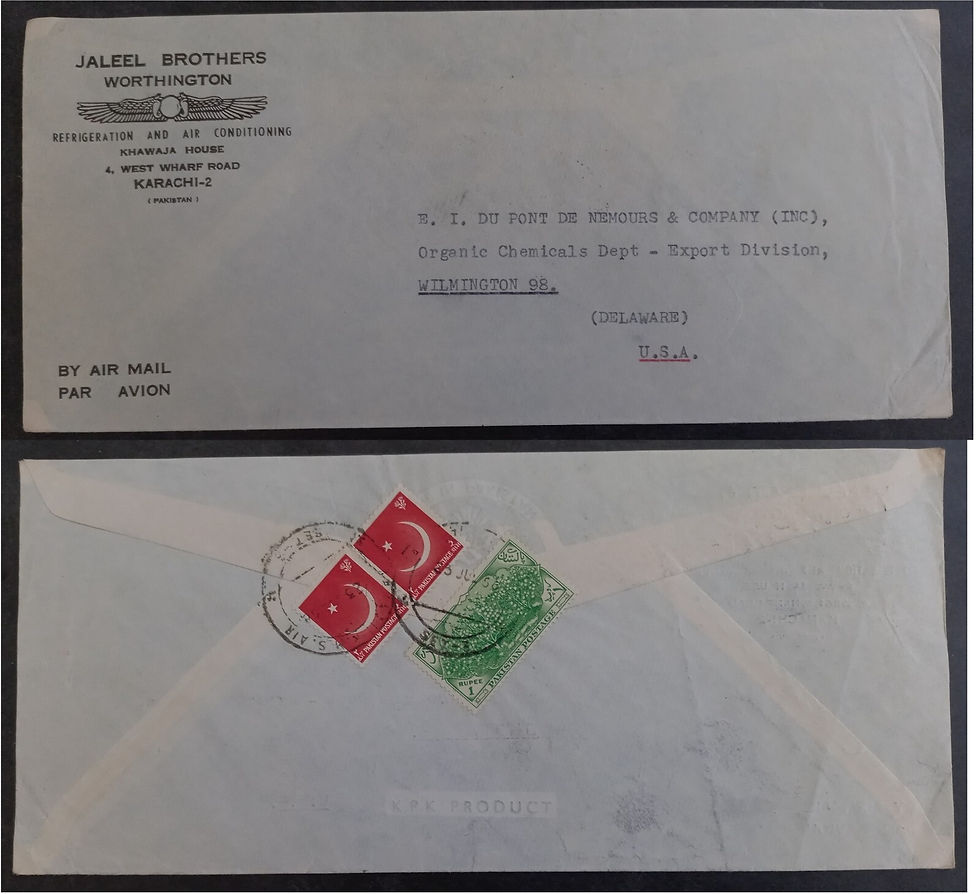 JALEEL BROTHERS
WORTHINGTON
REFRIGERATION AND AIR CONDITIONING
KHAWAJA HOUSE
4, WEST WHARF ROAD
KARACHI-2
(PAKISTAN)
E. I. DU PONT DE NEMOURS & COMPANY (INC),
Organic Chemicals Dept - Export Division,
WILMINGTON 98.
(DELAWARE)
U.S.A.
BY AIR MAIL
PAR AVION
PAKISTAN POSTAGE
PAKISTAN POSTAGE
PAKISTAN POSTAGE
RUPEE
1
S. AIR
KPK PRODUCT